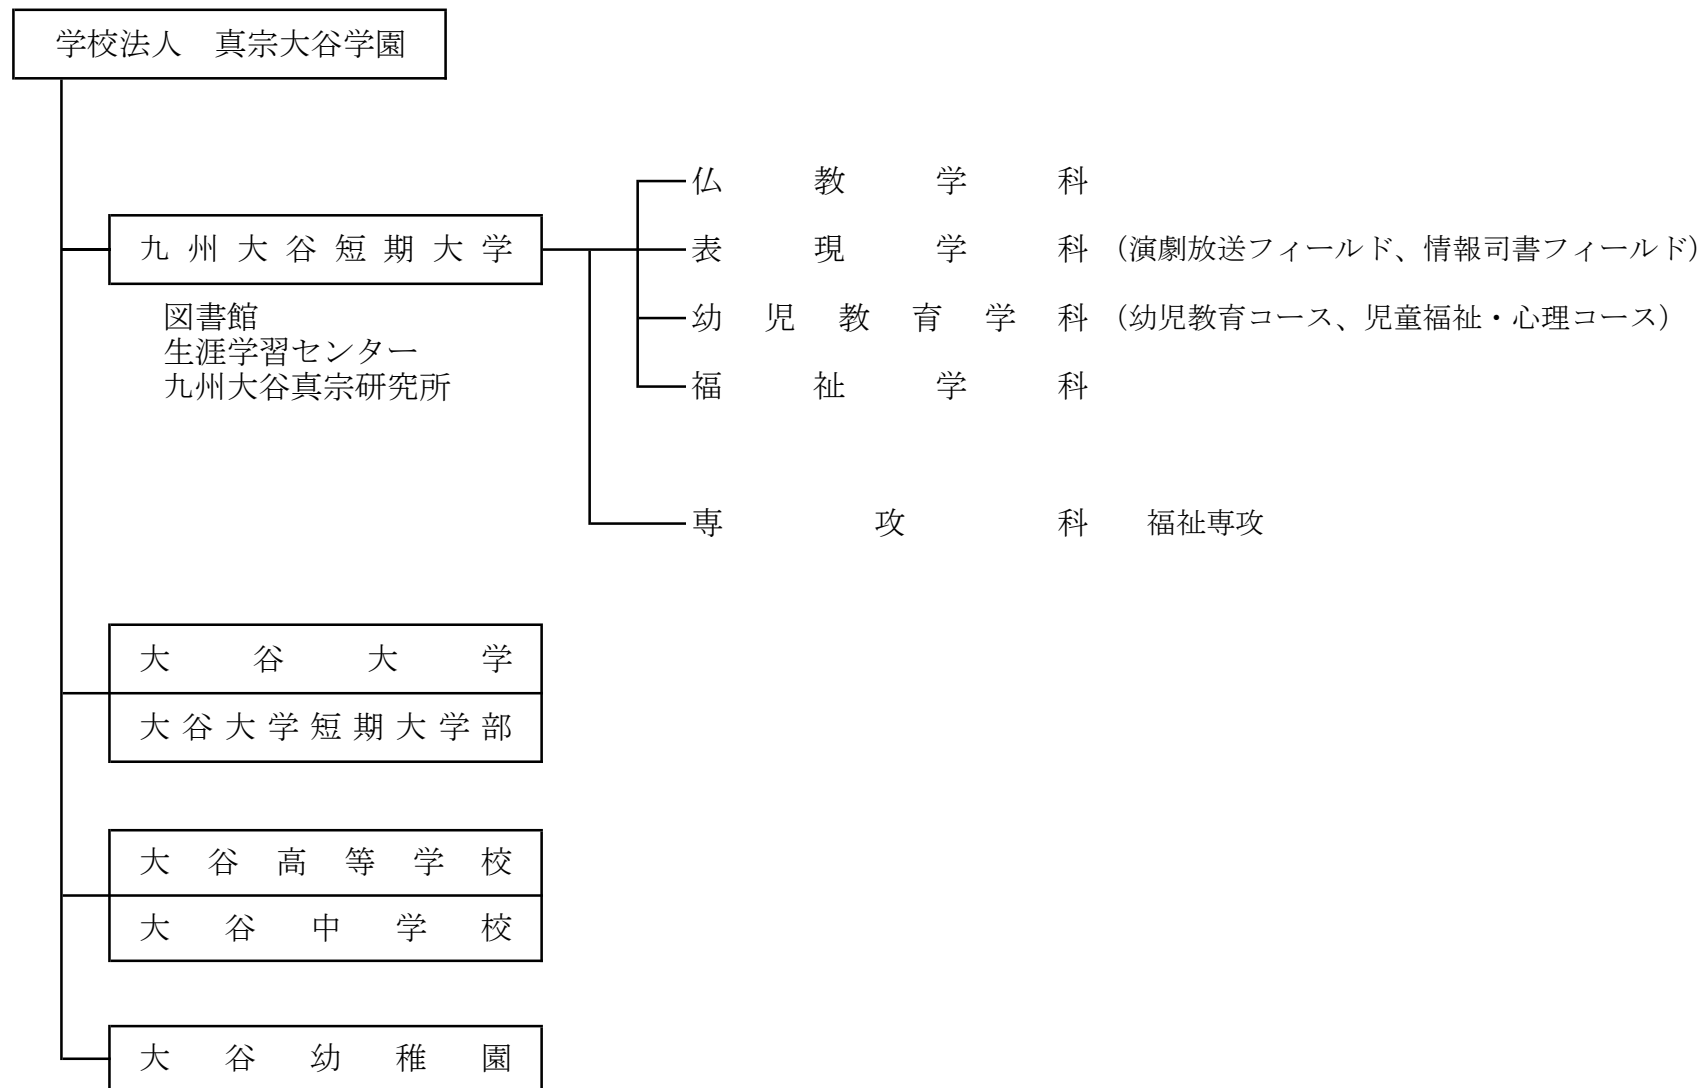 学校法人　真宗大谷学園
仏教学科
九州大谷短期大学 表現学科（演劇放送フィールド、情報司書フィールド）
図書館 幼児教育学科（幼児教育コース、児童福祉・心理コース）
生涯学習センター
九州大谷真宗研究所 福祉学科
専攻科 福祉専攻
大谷大学
大谷大学短期大学部
大谷高等学校
大谷中学校
大谷幼稚園